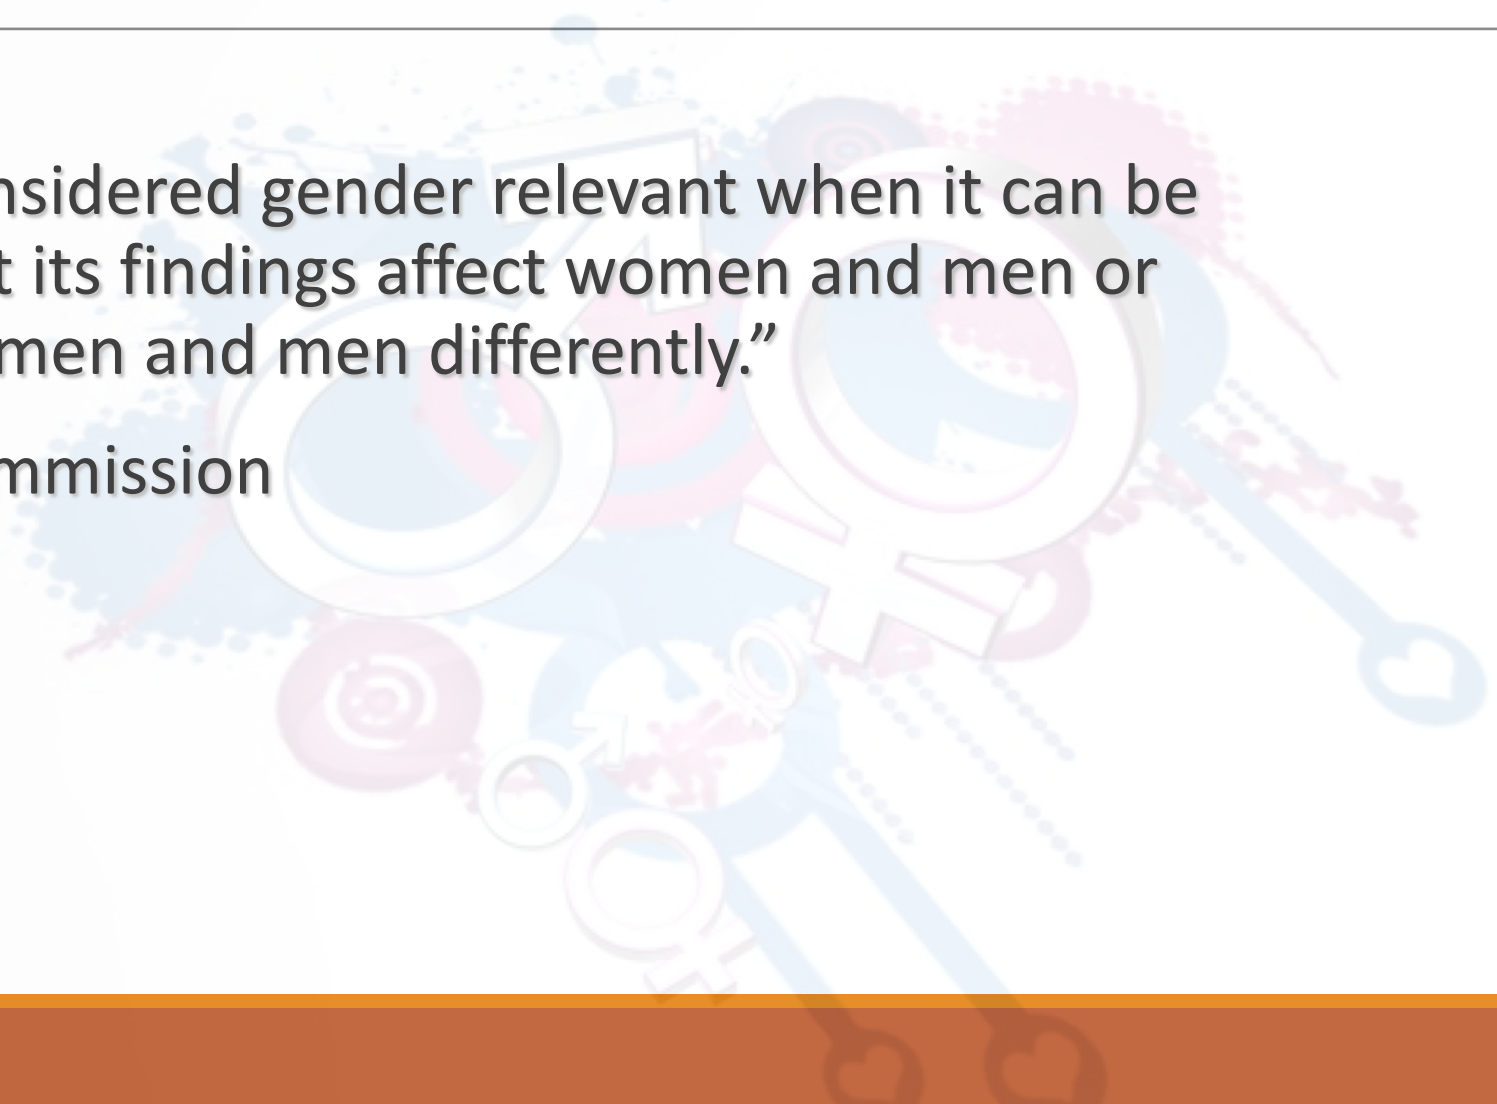 nsidered gender relevant when it can be
t its findings affect women and men or
men and men differently.”
mmission